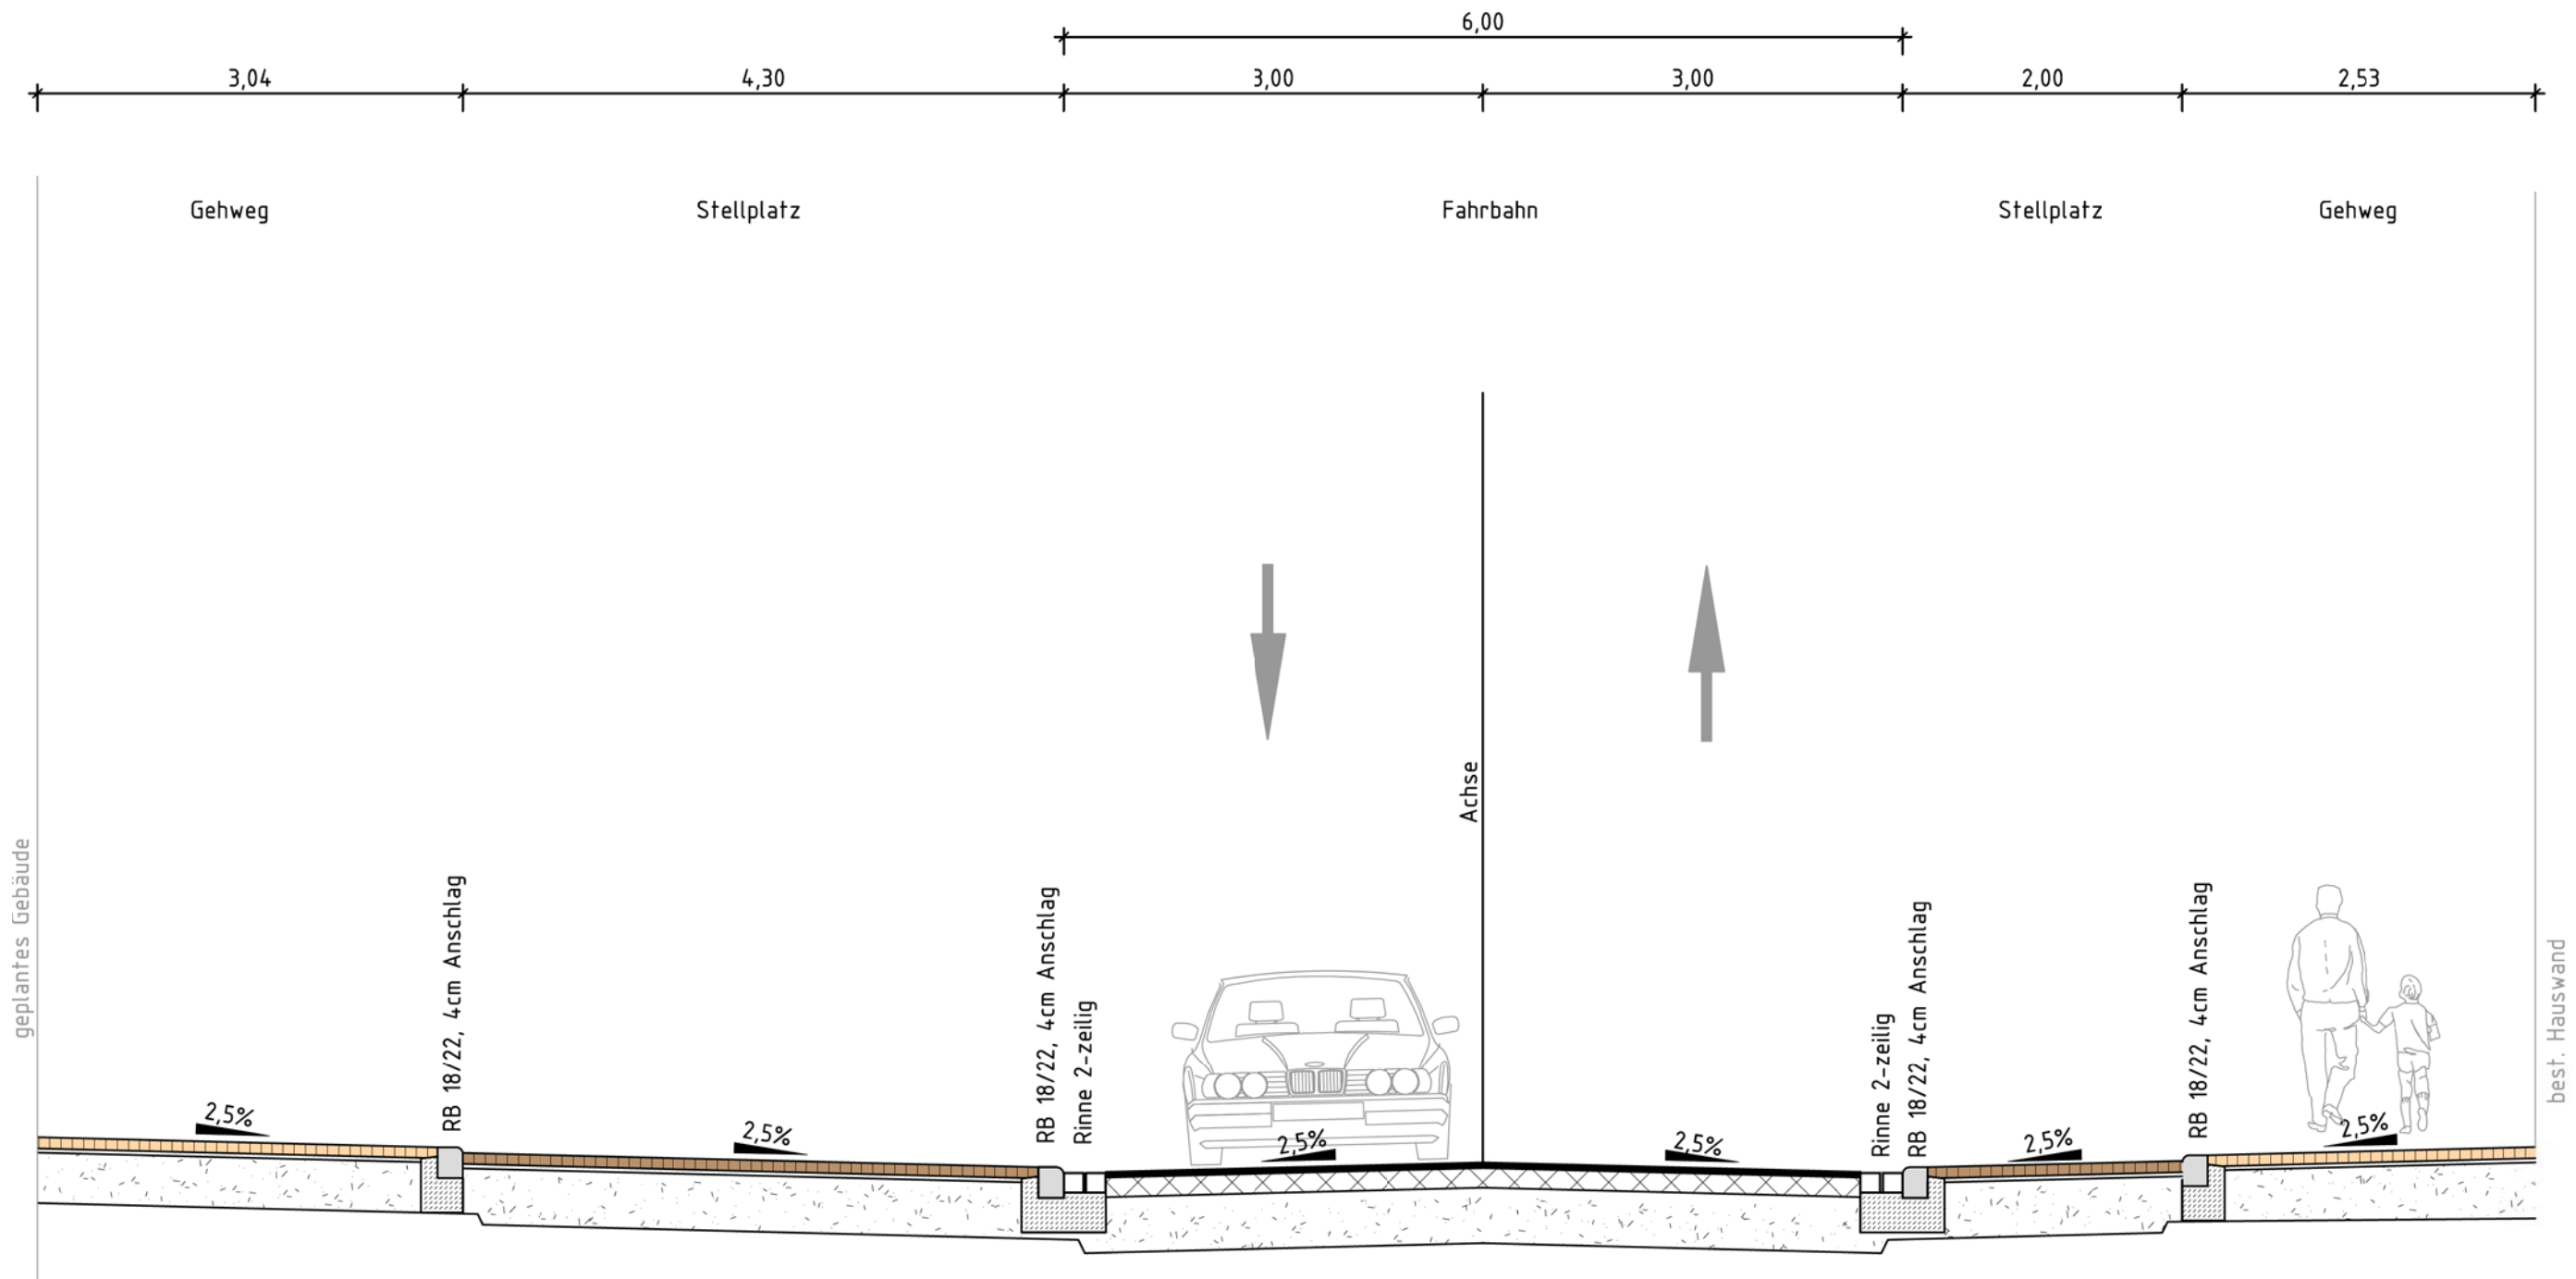 6,00
3,04
4,30
3,00
3,00
2,00
2,53
Gehweg
Stellplatz
Fahrbahn
Stellplatz
Gehweg
Achse
geplantes Gebäude
RB 18/22, 4cm Anschlag
RB 18/22, 4cm Anschlag
Rinne 2-zeilig
Rinne 2-zeilig
RB 18/22, 4cm Anschlag
RB 18/22, 4cm Anschlag
best. Hauswand
2,5%
2,5%
2,5%
2,5%
2,5%
2,5%